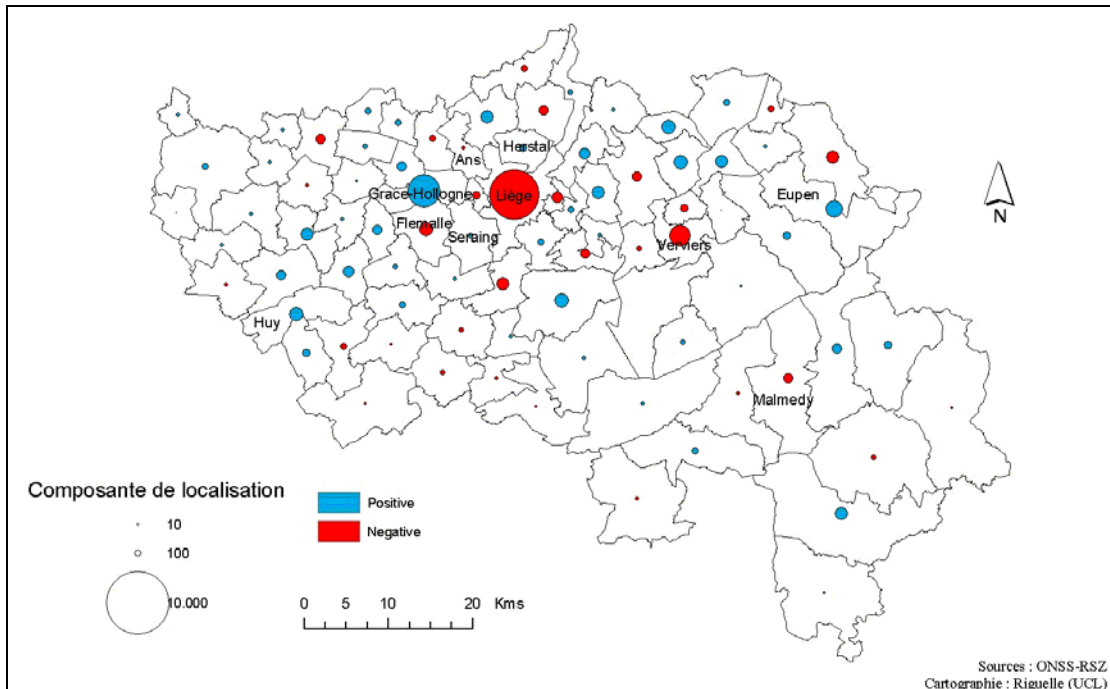 Herstal
Ans
Grace-Hollogne
Liège
Eupen
Flemalle
Seraing
Verviers
N
Huy
Malmedy
Composante de localisation
10
100
10.000
Positive
Negative
0 5 10 20 Kms
Sources : ONSS-RSZ
Cartographie : Riguelle (UCL)